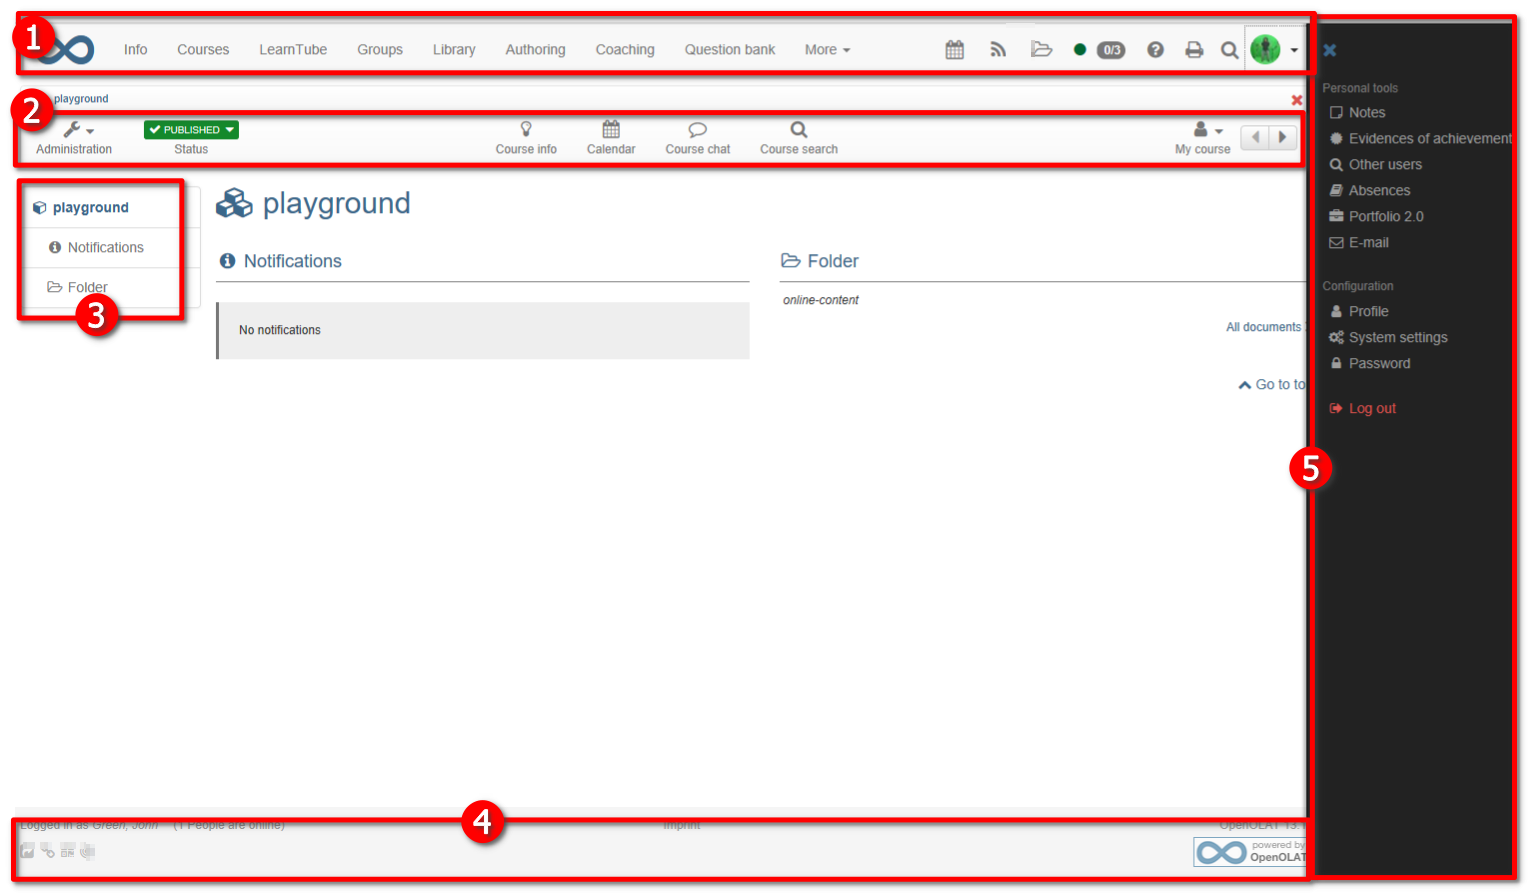 1
Info Courses LearnTube Groups Library Authoring Coaching Question bank More
0/3
playground
2
Administration
PUBLISHED
Status
Course info Calendar Course chat Course search
My course
playground
Notifications
Folder
3
playground
Notifications
No notifications
Folder
online-content
All documents
Go to to
Personal tools
Notes
Evidences of achievement
Other users
Absences
Portfolio 2.0
E-mail
Configuration
Profile
System settings
Password
Log out
5
4
Logged in as Green, John (1 People are online)
Imprint
OpenOLAT 13.1
powered by
OpenOLAT